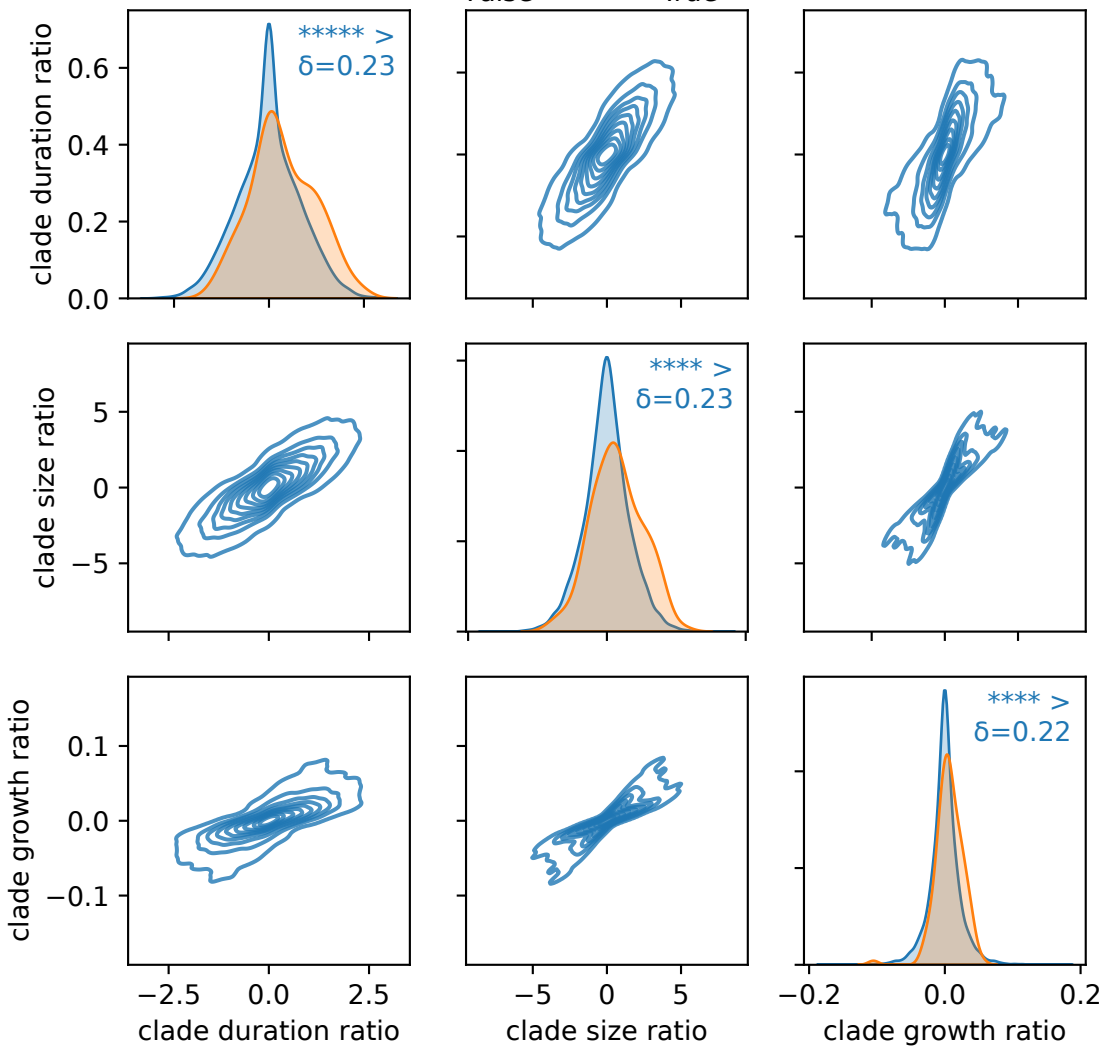 ***** >
δ=0.23
clade duration ratio
0.6
0.4
0.2
0.0
**** >
δ=0.23
clade size ratio
5
0
−5
**** >
δ=0.22
clade growth ratio
0.1
0.0
−0.1
−2.5 0.0 2.5
−5 0 5
−0.2 0.0 0.2
clade duration ratio
clade size ratio
clade growth ratio